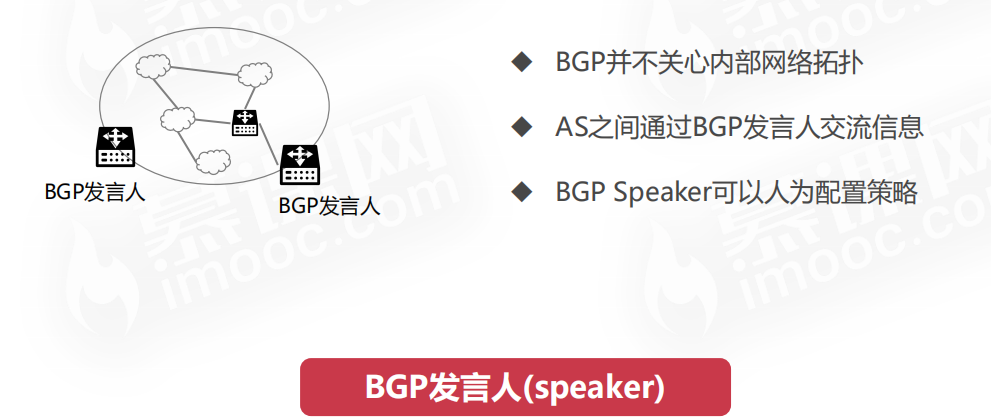 BGP发言人
BGP发言人
◆ BGP并不关心内部网络拓扑
◆ AS之间通过BGP发言人交流信息
◆ BGP Speaker可以人为配置策略
慕课网
imooc.com
BGP发言人(speaker)